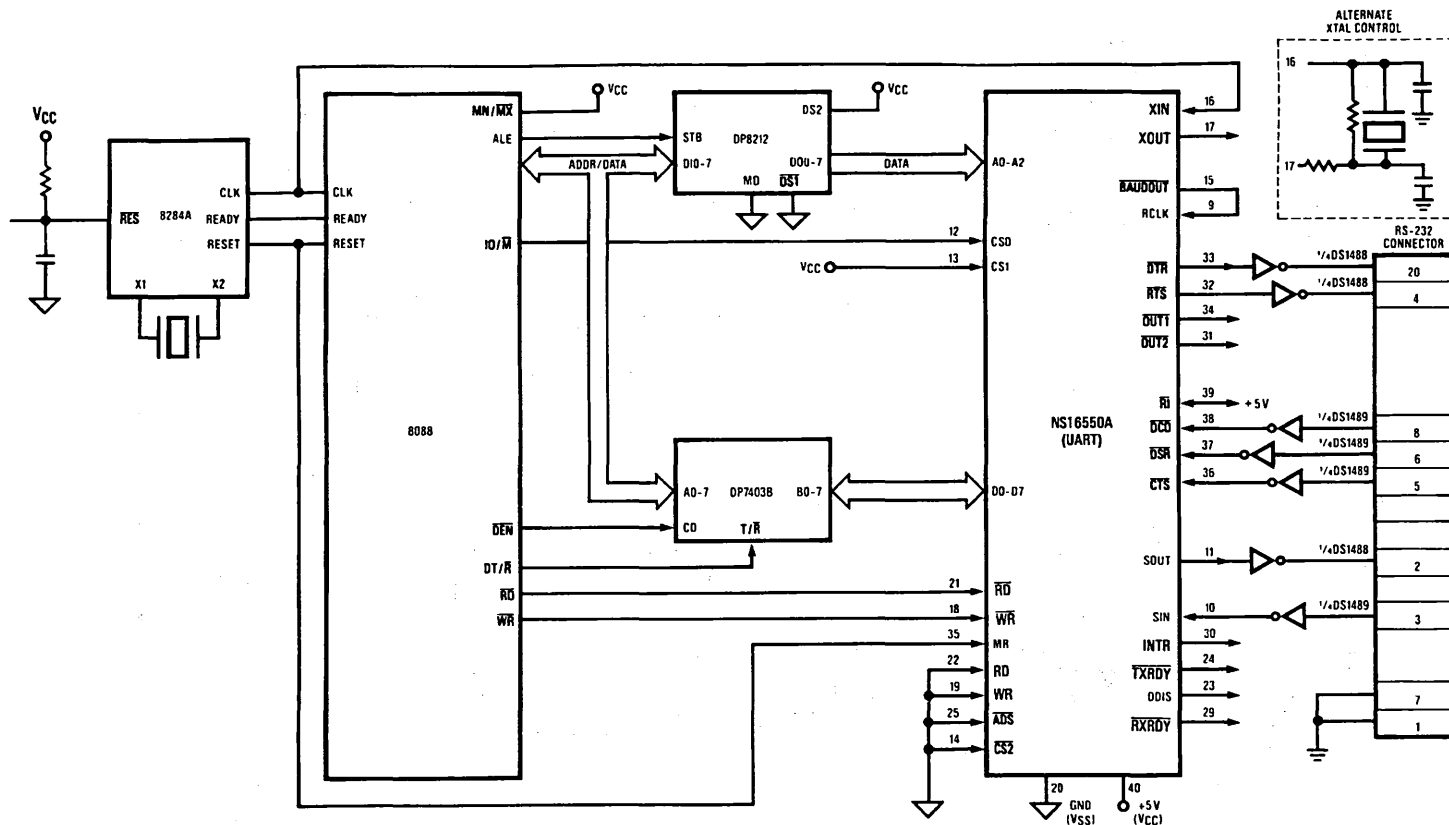 ALTERNATE
XTAL CONTROL
16
17
VCC
RES
8284A
CLK
READY
RESET
X1
X2
CLK
READY
RESET
8088
MN/MX
ALE
IO/M
DEN
DT/R
RD
WR
VCC
ADDR/DATA
STB
DS2
DP8212
DI0-7
DO0-7
MD
DS1
VCC
DATA
A0-7
DP7403B
B0-7
CD
T/R
12
13
VCC
21
18
35
22
19
25
14
A0-A2
CS0
CS1
D0-D7
RD
WR
MR
RD
WR
ADS
CS2
NS16550A
(UART)
XIN
XOUT
BAUDOUT
RCLK
DTR
RTS
OUT1
OUT2
RI
DCD
DSR
CTS
SOUT
SIN
INTR
TXRDY
DDIS
RXRDY
16
17
15
9
33
32
34
31
39
+5V
38
37
36
11
10
30
24
23
29
20
GND
(VSS)
40
+5V
(VCC)
1/4DS1488
1/4DS1488
1/4DS1489
1/4DS1489
1/4DS1489
1/4DS1488
1/4DS1489
RS-232
CONNECTOR
20
4
8
6
5
2
3
7
1